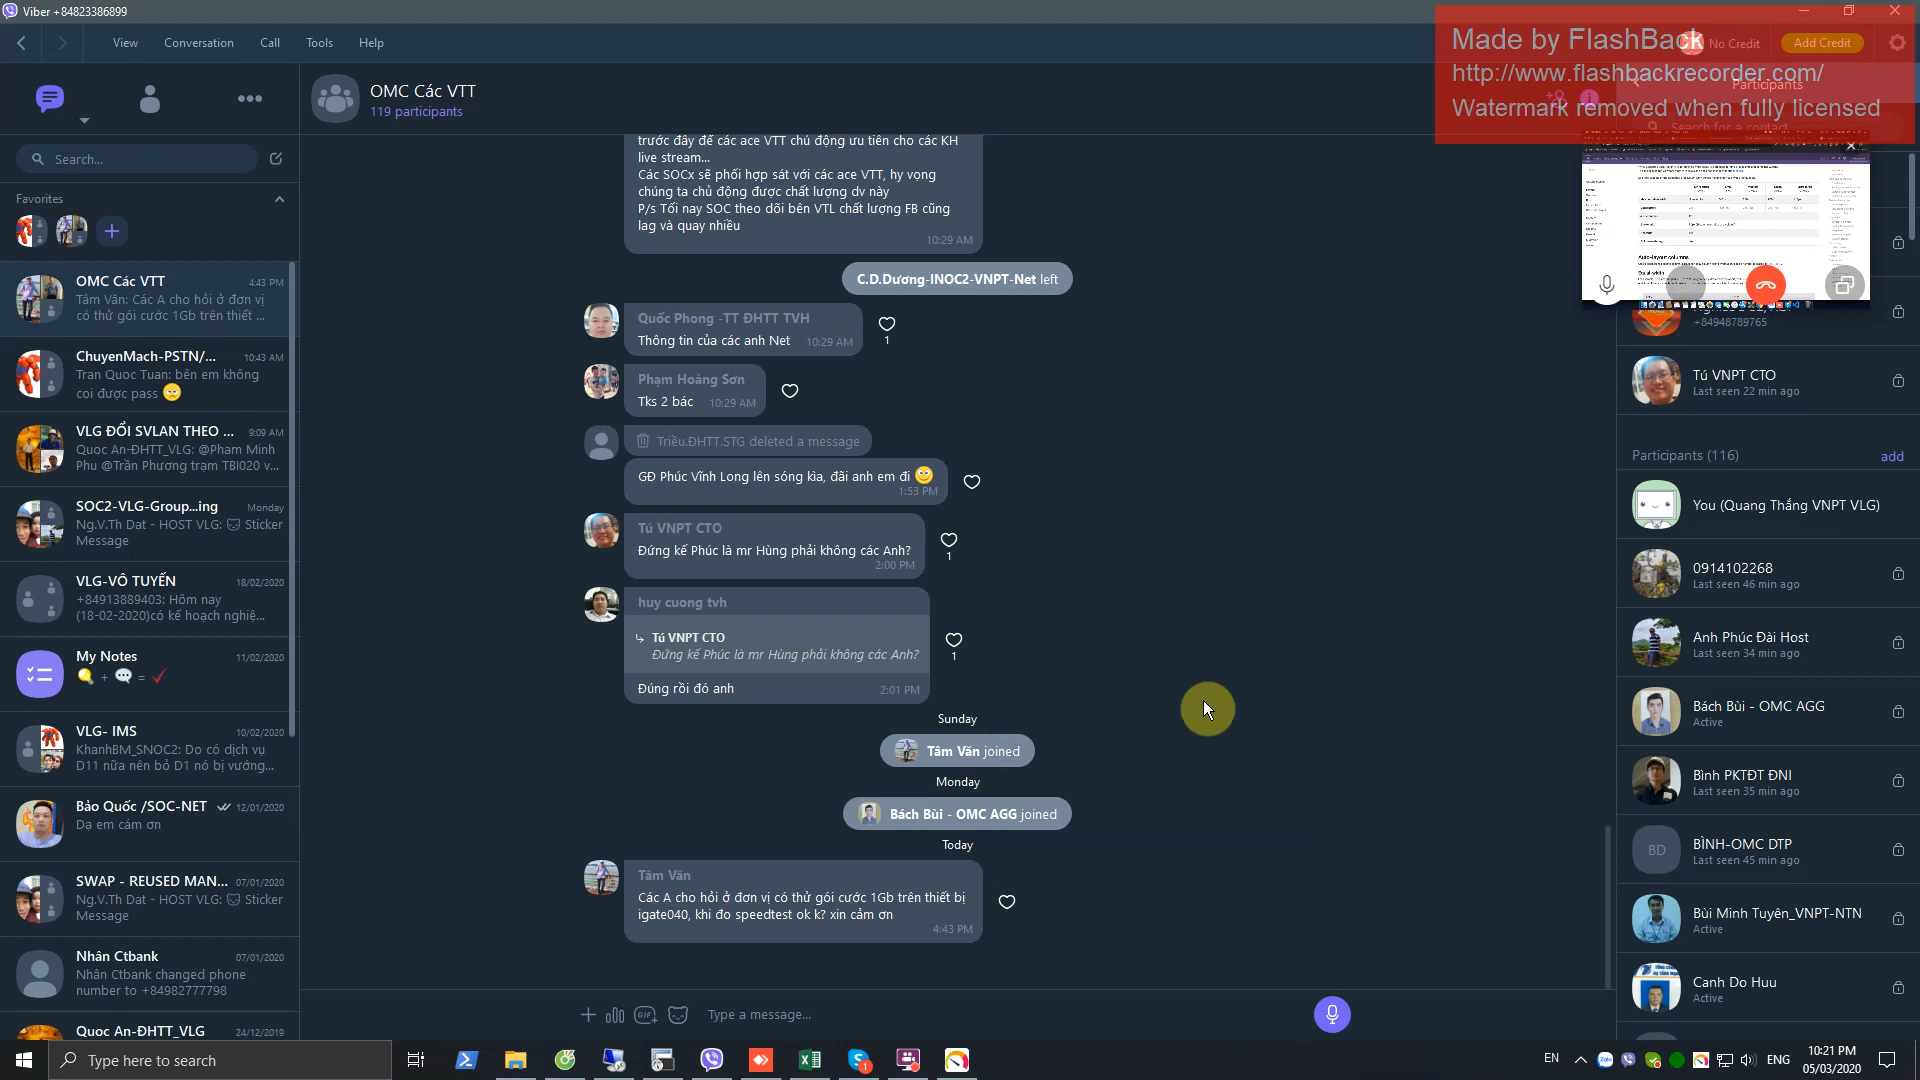 Viber +84823386899
View
Conversation
Call
Tools
Help
Made by FlashBack
http://www.flashbackrecorder.com/
Watermark removed when fully licensed
No Credit
Add Credit
Participants
Search for a contact
OMC Các VTT
119 participants
Search...
Favorites
OMC Các VTT
4:43 PM
Tâm Văn: Các A cho hỏi ở đơn vị
có thử gói cước 1Gb trên thiết ...
ChuyenMach-PSTN/...
10:43 AM
Tran Quoc Tuan: bên em không
coi được pass
VLG ĐỔI SVLAN THEO ...
9:09 AM
Quoc An-ĐHTT_VLG: @Pham Minh
Phu @Trần Phương trạm TBI020 v...
SOC2-VLG-Group...ing
Monday
Ng.V.Th Dat - HOST VLG: Sticker
Message
VLG-VÔ TUYẾN
18/02/2020
+84913889403: Hôm nay
(18-02-2020)có kế hoạch nghiệ...
My Notes
11/02/2020
+ =
VLG- IMS
10/02/2020
KhanhBM_SNOC2: Do có dịch vụ
D11 nữa nên bỏ D1 nó bị vướng...
Bảo Quốc /SOC-NET
12/01/2020
Dạ em cám ơn
SWAP - REUSED MAN...
07/01/2020
Ng.V.Th Dat - HOST VLG: Sticker
Message
Nhân Ctbank
07/01/2020
Nhân Ctbank changed phone
number to +84982777798
Quoc An-ĐHTT_VLG
24/12/2019
trước đây để các ace VTT chủ động ưu tiên cho các KH
live stream...
Các SOCx sẽ phối hợp sát với các ace VTT, hy vọng
chúng ta chủ động được chất lượng dv này
P/s Tối nay SOC theo dõi bên VTL chất lượng FB cũng
lag và quay nhiều
10:29 AM
C.D.Dương-INOC2-VNPT-Net left
Quốc Phong -TT ĐHTT TVH
Thông tin của các anh Net
10:29 AM
1
Phạm Hoàng Sơn
Tks 2 bác
10:29 AM
Triều.ĐHTT.STG deleted a message
GĐ Phúc Vĩnh Long lên sóng kìa, đãi anh em đi
1:53 PM
Tú VNPT CTO
Đứng kế Phúc là mr Hùng phải không các Anh?
2:00 PM
1
huy cuong tvh
Tú VNPT CTO
Đứng kế Phúc là mr Hùng phải không các Anh?
Đúng rồi đó anh
2:01 PM
1
Sunday
Tâm Văn joined
Monday
Bách Bùi - OMC AGG joined
Today
Tâm Văn
Các A cho hỏi ở đơn vị có thử gói cước 1Gb trên thiết bị
igate040, khi đo speedtest ok k? xin cảm ơn
4:43 PM
Type a message...
Auto-layout columns
Equal width
+84948789765
Tú VNPT CTO
Last seen 22 min ago
Participants (116)
add
You (Quang Thắng VNPT VLG)
0914102268
Last seen 46 min ago
Anh Phúc Đài Host
Last seen 34 min ago
Bách Bùi - OMC AGG
Active
Bình PKTĐT ĐNI
Last seen 35 min ago
BD
BÌNH-OMC DTP
Last seen 45 min ago
Bùi Minh Tuyên_VNPT-NTN
Active
Canh Do Huu
Active
Type here to search
EN
ENG
10:21 PM
05/03/2020